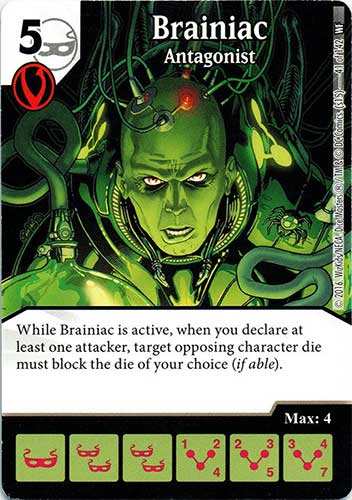 Brainiac
Antagonist
5
While Brainiac is active, when you declare at
least one attacker, target opposing character die
must block the die of your choice (if able).
Max: 4
1 2 4
2 3 5
3 4 7